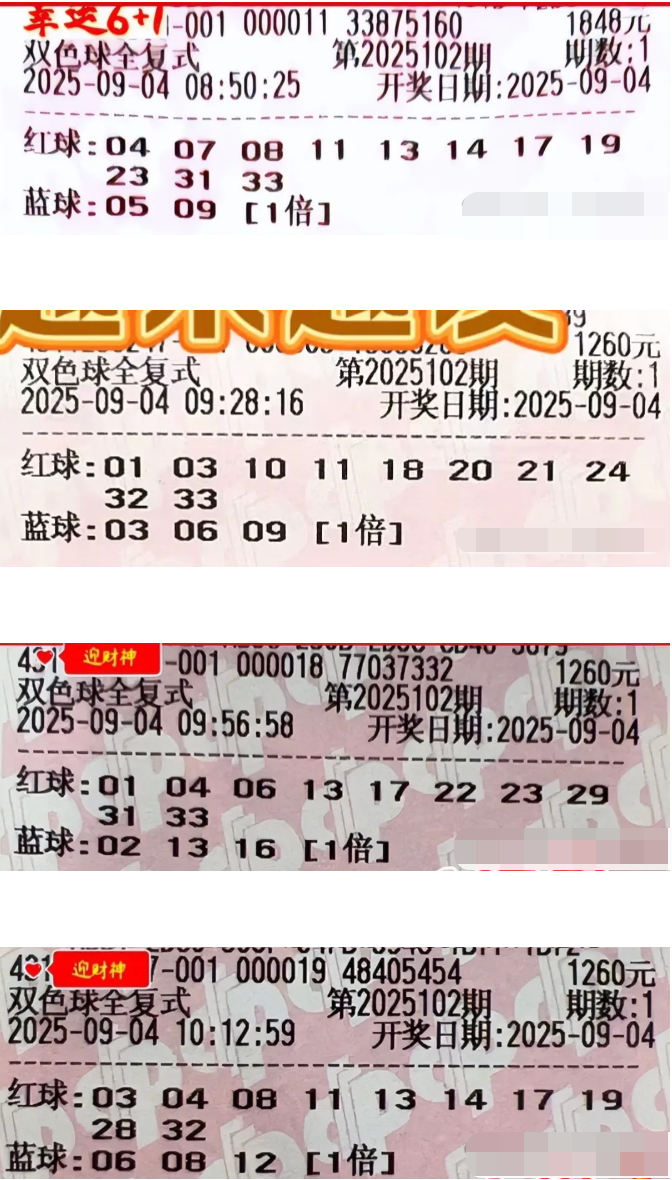 幸运6+1 -001 000011 33875160 1848元
双色球全复式 第2025102期 期数:1
2025-09-04 08:50:25 开奖日期:2025-09-04
红球:04 07 08 11 13 14 17 19
23 31 33
蓝球:05 09 [1倍]
1260元
双色球全复式 第2025102期 期数:1
2025-09-04 09:28:16 开奖日期:2025-09-04
红球:01 03 10 11 18 20 21 24
32 33
蓝球:03 06 09 [1倍]
迎财神 -001 000018 77037332 1260元
双色球全复式 第2025102期 期数:1
2025-09-04 09:56:58 开奖日期:2025-09-04
红球:01 04 06 13 17 22 23 29
31 33
蓝球:02 13 16 [1倍]
431 迎财神 7-001 000019 48405454 1260元
双色球全复式 第2025102期 期数:1
2025-09-04 10:12:59 开奖日期:2025-09-04
红球:03 04 08 11 13 14 17 19
28 32
蓝球:06 08 12 [1倍]